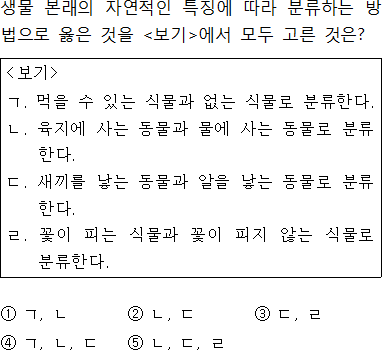 생물 본래의 자연적인 특징에 따라 분류하는 방
법으로 옳은 것을 <보기>에서 모두 고른 것은?
<보기>
ㄱ. 먹을 수 있는 식물과 없는 식물로 분류한다.
ㄴ. 육지에 사는 동물과 물에 사는 동물로 분류
한다.
ㄷ. 새끼를 낳는 동물과 알을 낳는 동물로 분류
한다.
ㄹ. 꽃이 피는 식물과 꽃이 피지 않는 식물로
분류한다.
① ㄱ, ㄴ ② ㄴ, ㄷ ③ ㄷ, ㄹ
④ ㄱ, ㄴ, ㄷ ⑤ ㄴ, ㄷ, ㄹ